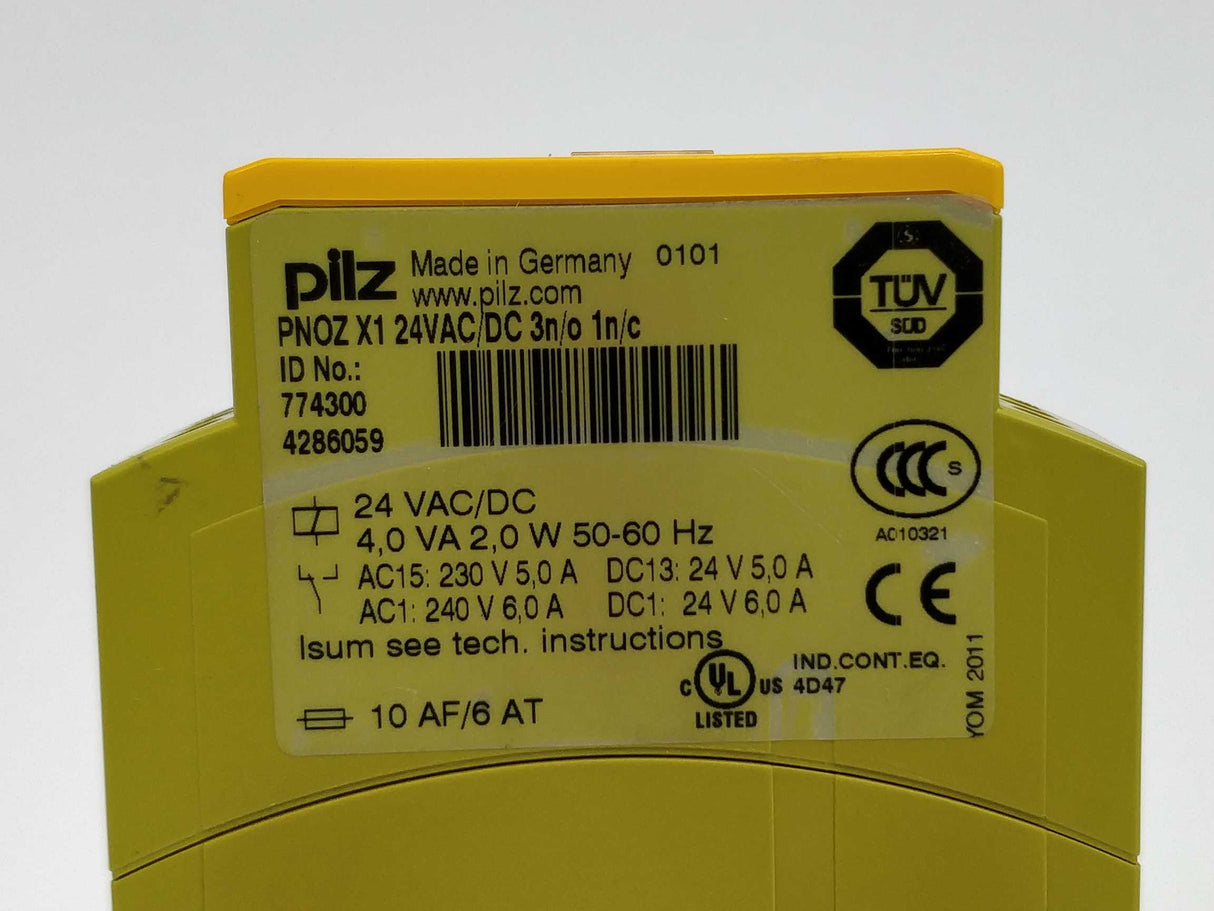 pilz Made in Germany 0101
www.pilz.com
PNOZ X1 24VAC/DC 3n/o 1n/c
ID No.:
774300
4286059
TÜV
SÜD
CCC S
A010321
24 VAC/DC
4,0 VA 2,0 W 50-60 Hz
AC15: 230 V 5,0 A DC13: 24 V 5,0 A
AC1: 240 V 6,0 A DC1: 24 V 6,0 A
Isum see tech. instructions
CE
C UL US
LISTED
IND.CONT.EQ.
4D47
YOM 2011
10 AF/6 AT